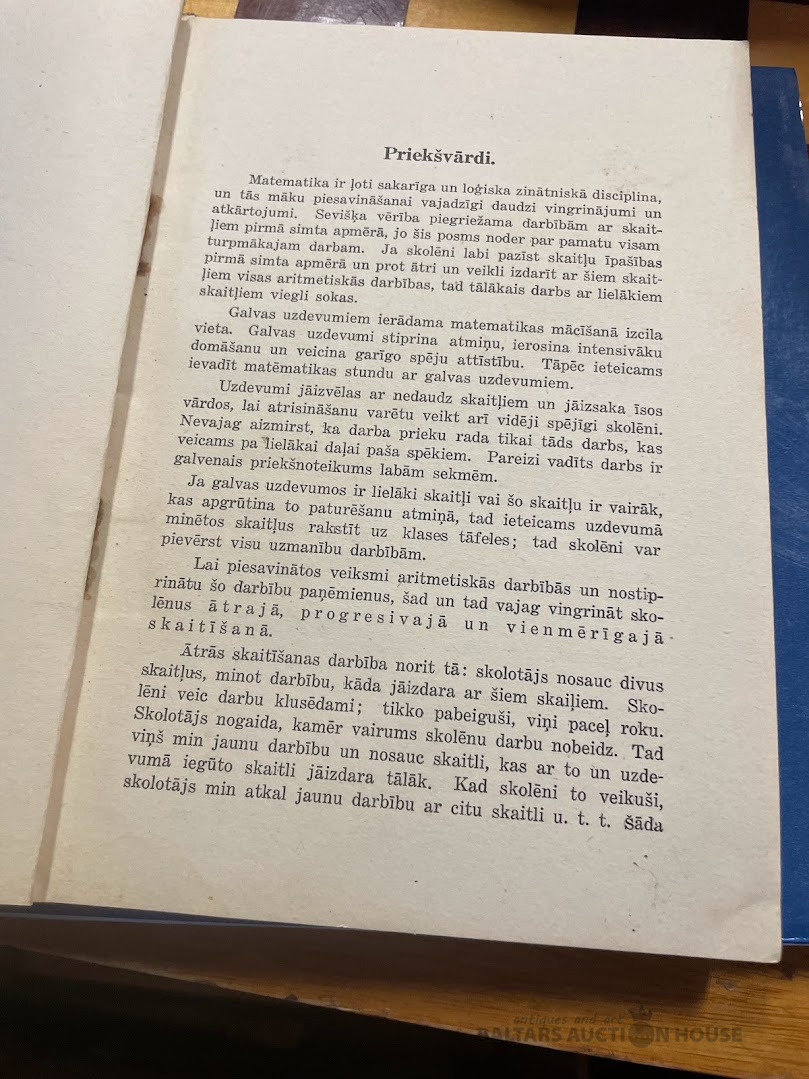 Priekšvārdi.
Matematika ir ļoti sakarīga un loģiska zinātniskā disciplina,
un tās māku piesavināšanai vajadzīgi daudzi vingrinājumi un
atkārtojumi. Sevišķa vērība piegriežama darbībām ar skait-
ļiem pirmā simta apmērā, jo šis posms noder par pamatu visam
turpmākajam darbam. Ja skolēni labi pazīst skaitļu īpašības
pirmā simta apmērā un prot ātri un veikli izdarīt ar šiem skait-
ļiem visas aritmetiskās darbības, tad tālākais darbs ar lielākiem
skaitļiem viegli sokas.
Galvas uzdevumiem ierādama matematikas mācīšanā izcila
vieta. Galvas uzdevumi stiprina atmiņu, ierosina intensivāku
domāšanu un veicina garīgo spēju attīstību. Tāpēc ieteicams
ievadīt matēmatikas stundu ar galvas uzdevumiem.
Uzdevumi jāizvēlas ar nedaudz skaitļiem un jāizsaka īsos
vārdos, lai atrisināšanu varētu veikt arī vidēji spējīgi skolēni.
Nevajag aizmirst, ka darba prieku rada tikai tāds darbs, kas
veicams pa lielākai daļai paša spēkiem. Pareizi vadīts darbs ir
galvenais priekšnoteikums labām sekmēm.
Ja galvas uzdevumos ir lielāki skaitļi vai šo skaitļu ir vairāk,
kas apgrūtina to paturēšanu atmiņā, tad ieteicams uzdevumā
minētos skaitļus rakstīt uz klases tāfeles; tad skolēni var
pievērst visu uzmanību darbībām.
Lai piesavinātos veiksmi aritmetiskās darbībās un nostip-
rinātu šo darbību paņēmienus, šad un tad vajag vingrināt sko-
lēnus ātrajā, progresivajā un vienmērīgajā
skaitīšanā.
Ātrās skaitīšanas darbība norit tā: skolotājs nosauc divus
skaitļus, minot darbību, kāda jāizdara ar šiem skaiļiem. Sko-
lēni veic darbu klusēdami; tikko pabeiguši, viņi paceļ roku.
Skolotājs nogaida, kamēr vairums skolēnu darbu nobeidz. Tad
viņš min jaunu darbību un nosauc skaitli, kas ar to un uzde-
vumā iegūto skaitli jāizdara tālāk. Kad skolēni to veikuši,
skolotājs min atkal jaunu darbību ar citu skaitli u. t. t. Šāda
antiques and art
BALTARS AUCTION HOUSE